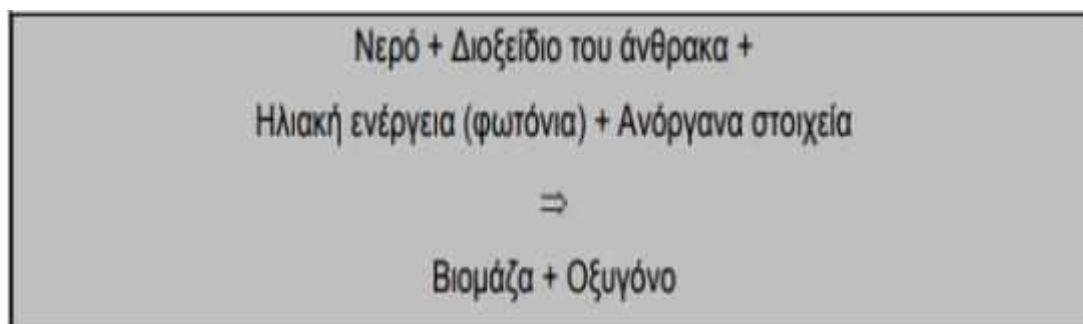 Νερό + Διοξείδιο του άνθρακα +
Ηλιακή ενέργεια (φωτόνια) + Ανόργανα στοιχεία
⇒
Βιομάζα + Οξυγόνο